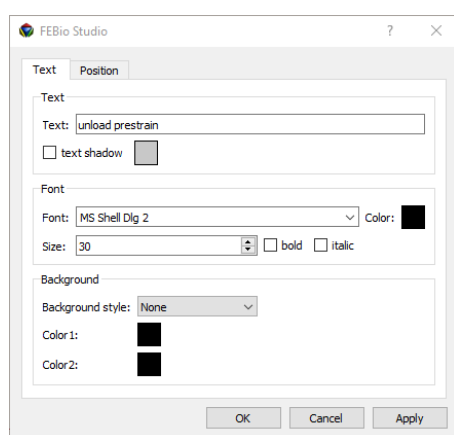 FEBio Studio ? ×
Text Position
Text
Text: unload prestrain
text shadow
Font
Font: MS Shell Dlg 2 Color:
Size: 30 bold italic
Background
Background style: None
Color1:
Color2:
OK Cancel Apply